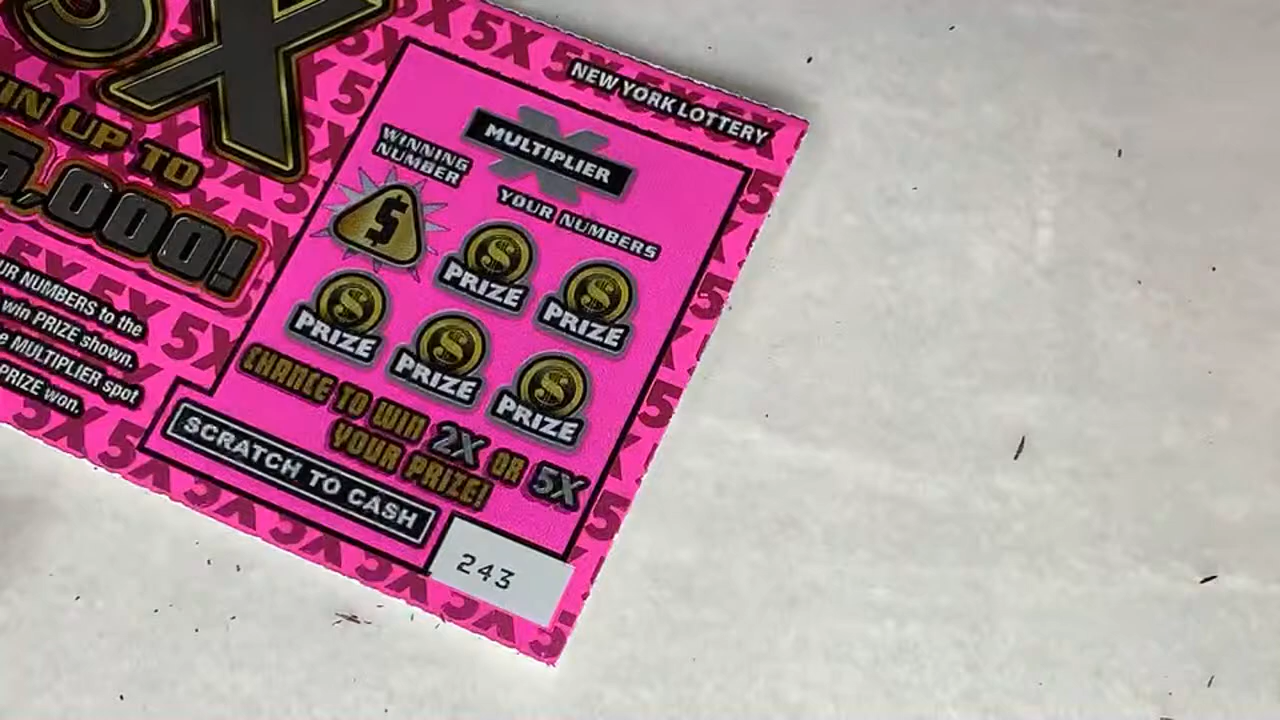 5X
WIN UP TO
5,000!
UR NUMBERS to the
win PRIZE shown.
e MULTIPLIER spot
PRIZE won.
NEW YORK LOTTERY
MULTIPLIER
WINNING
NUMBER
$
YOUR NUMBERS
$
PRIZE
$
PRIZE
$
PRIZE
$
PRIZE
$
PRIZE
CHANCE TO WIN 2X OR 5X
YOUR PRIZE!
SCRATCH TO CASH
243